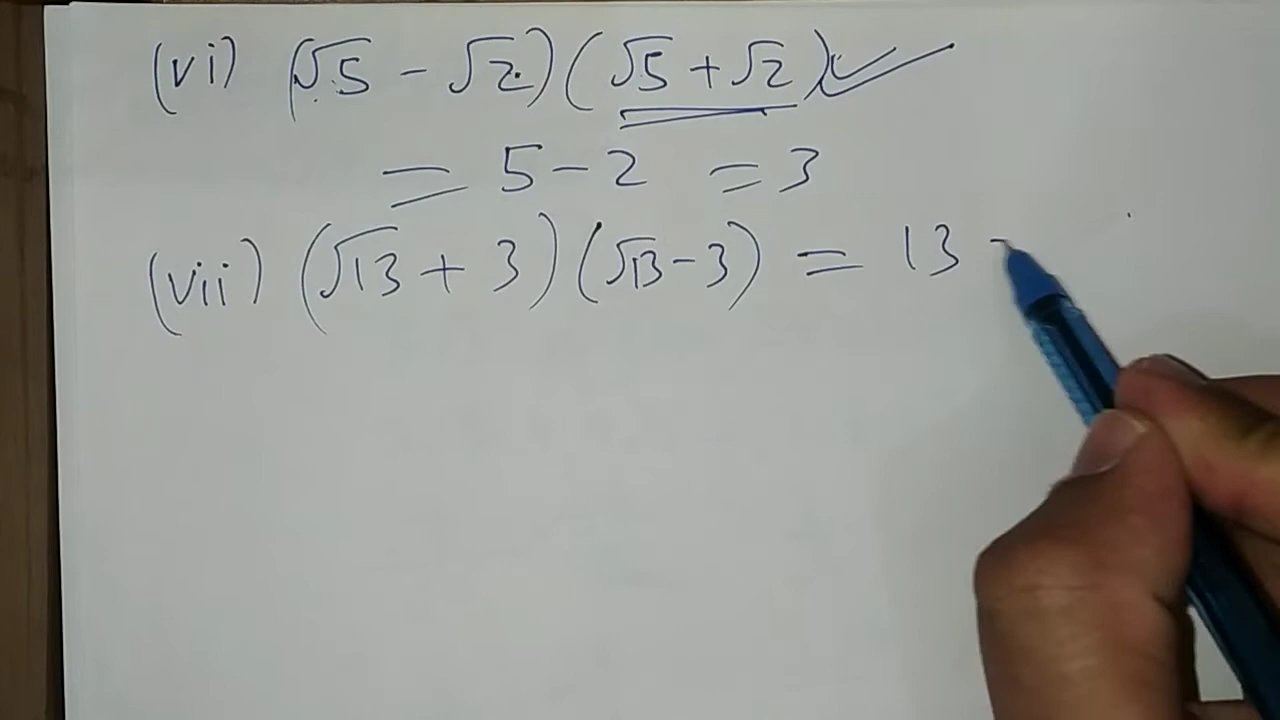 (vi) (√5 - √2)(√5 + √2)
= 5 - 2 = 3
(vii) (√13 + 3)(√13 - 3) = 13 -